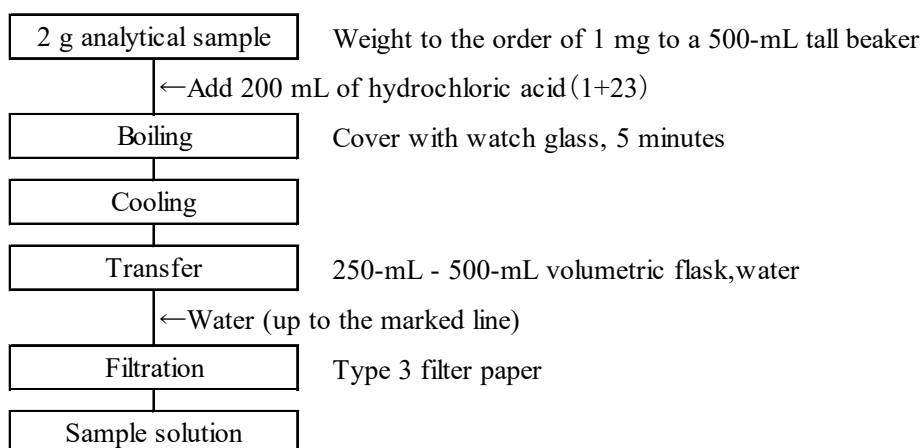 2 g analytical sample Weight to the order of 1 mg to a 500-mL tall beaker
←Add 200 mL of hydrochloric acid (1+23)
Boiling Cover with watch glass, 5 minutes
Cooling
Transfer 250-mL - 500-mL volumetric flask,water
←Water (up to the marked line)
Filtration Type 3 filter paper
Sample solution